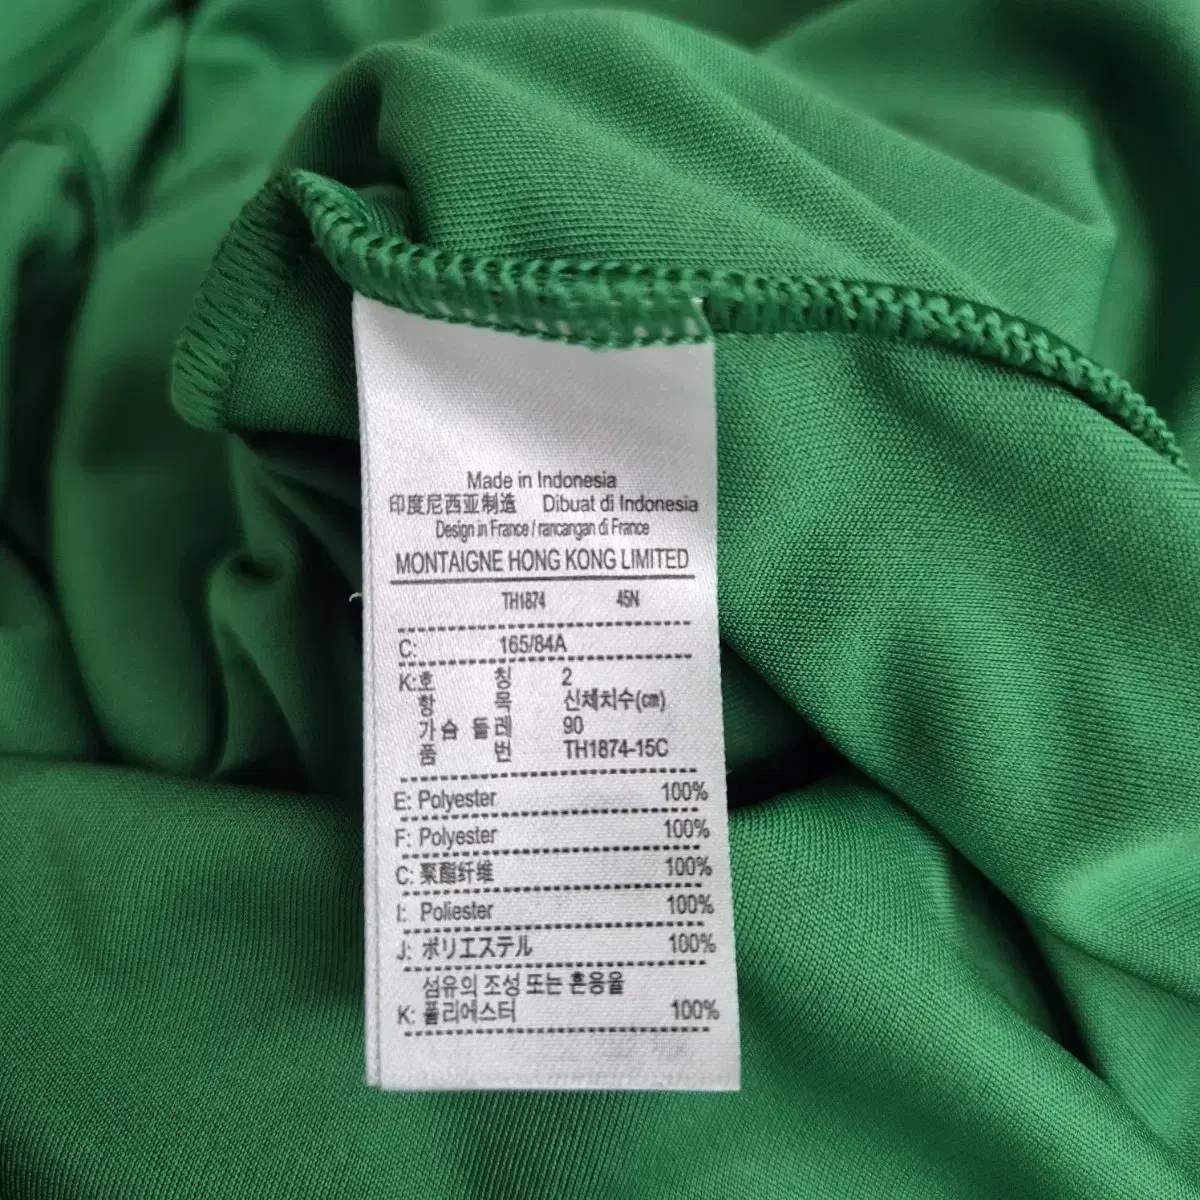 Made in Indonesia
印度尼西亚制造 Dibuat di Indonesia
Design in France / rancangan di France
MONTAIGNE HONG KONG LIMITED
TH1874 45N
C: 165/84A
K:호 칭 2
항 목 신체치수(㎝)
가슴 둘레 90
품 번 TH1874-15C
E: Polyester 100%
F: Polyester 100%
C: 聚酯纤维 100%
I: Poliester 100%
J: ポリエステル 100%
섬유의 조성 또는 혼용율
K: 폴리에스터 100%